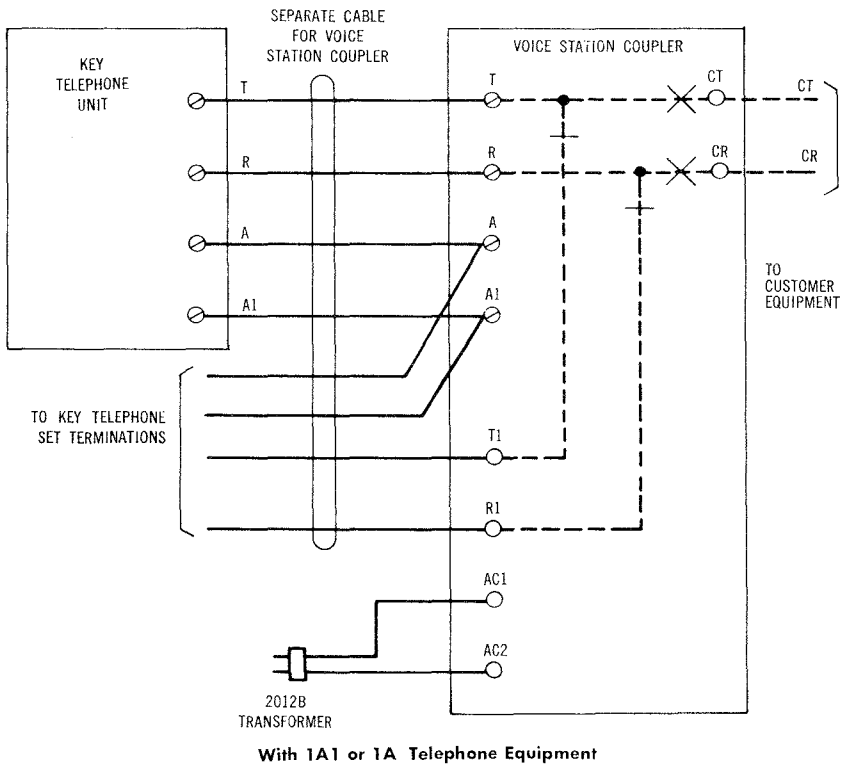 SEPARATE CABLE
FOR VOICE
STATION COUPLER
KEY
TELEPHONE
UNIT
VOICE STATION COUPLER
T
T
CT
CT
R
R
CR
CR
A
A
A1
A1
TO
CUSTOMER
EQUIPMENT
TO KEY TELEPHONE
SET TERMINATIONS
T1
R1
AC1
AC2
2012B
TRANSFORMER
With 1A1 or 1A Telephone Equipment